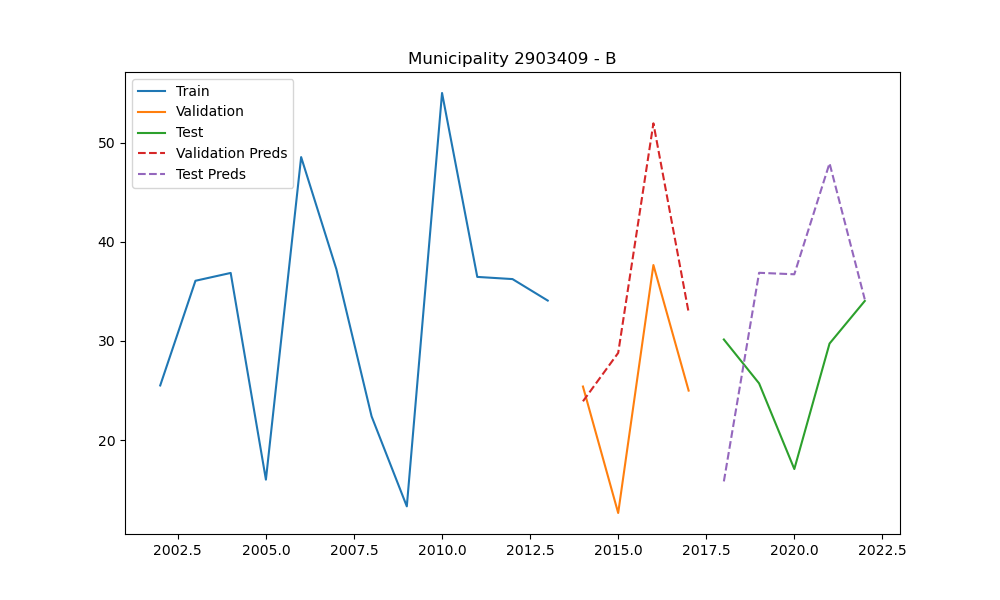 Municipality 2903409 - B
Train
Validation
Test
Validation Preds
Test Preds
50
40
30
20
2002.5 2005.0 2007.5 2010.0 2012.5 2015.0 2017.5 2020.0 2022.5